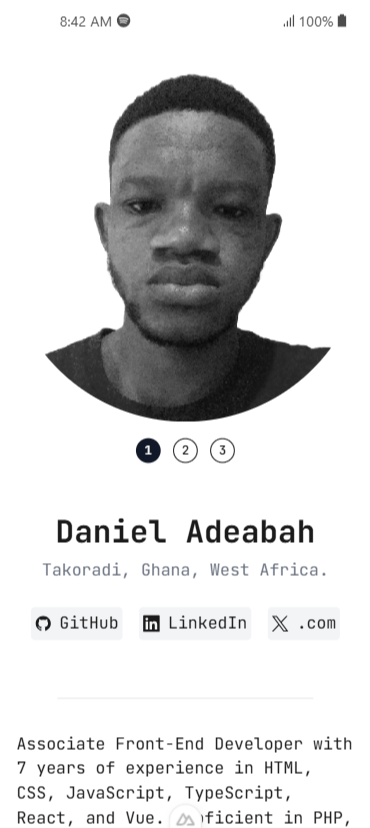 8:42 AM
100%
1 2 3
Daniel Adeabah
Takoradi, Ghana, West Africa.
GitHub LinkedIn .com
Associate Front-End Developer with
7 years of experience in HTML,
CSS, JavaScript, TypeScript,
React, and Vue. ficient in PHP,